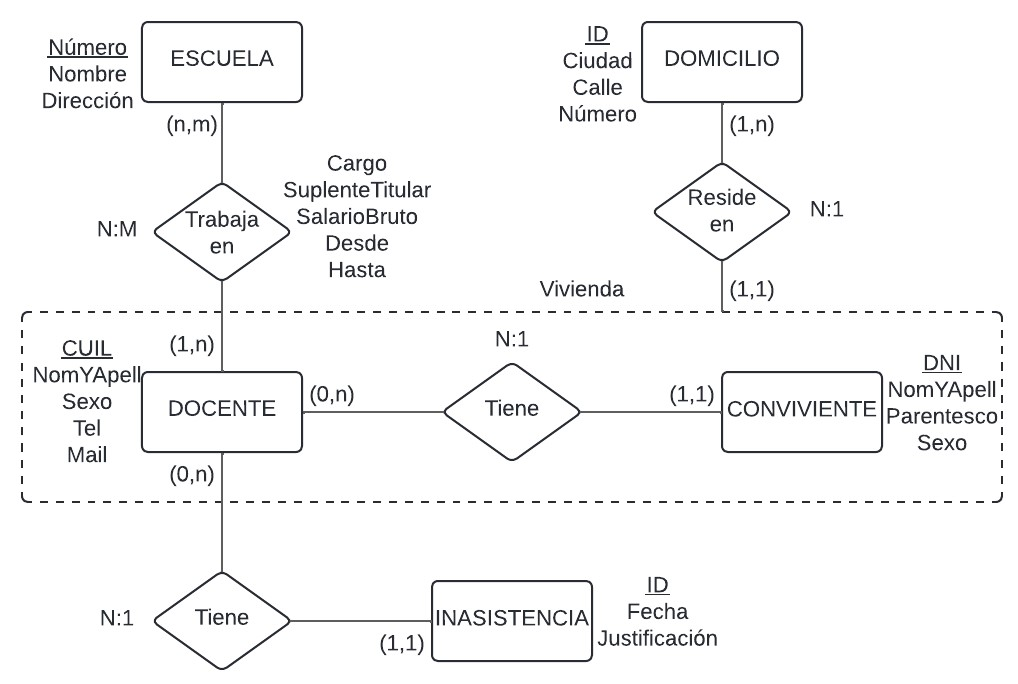 Número
Nombre
Dirección
ESCUELA
(n,m)
ID
Ciudad
Calle
Número
DOMICILIO
(1,n)
N:M
Trabaja
en
Cargo
SuplenteTitular
SalarioBruto
Desde
Hasta
Reside
en
N:1
Vivienda
(1,1)
CUIL
NomYApell
Sexo
Tel
Mail
(1,n)
DOCENTE
(0,n)
(0,n)
N:1
Tiene
(1,1)
CONVIVIENTE
DNI
NomYApell
Parentesco
Sexo
N:1
Tiene
(1,1)
INASISTENCIA
ID
Fecha
Justificación